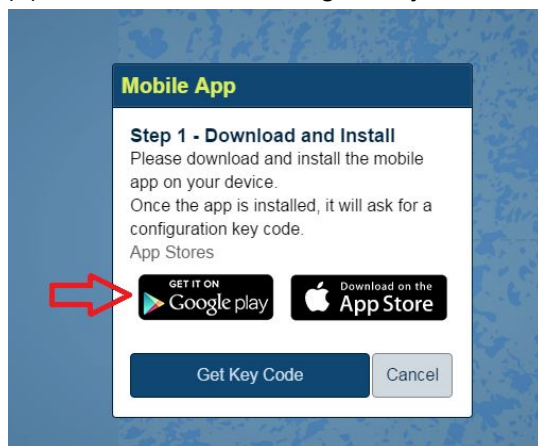 Mobile App
Step 1 - Download and Install
Please download and install the mobile
app on your device.
Once the app is installed, it will ask for a
configuration key code.
App Stores
GET IT ON
Google play
Download on the
App Store
Get Key Code
Cancel